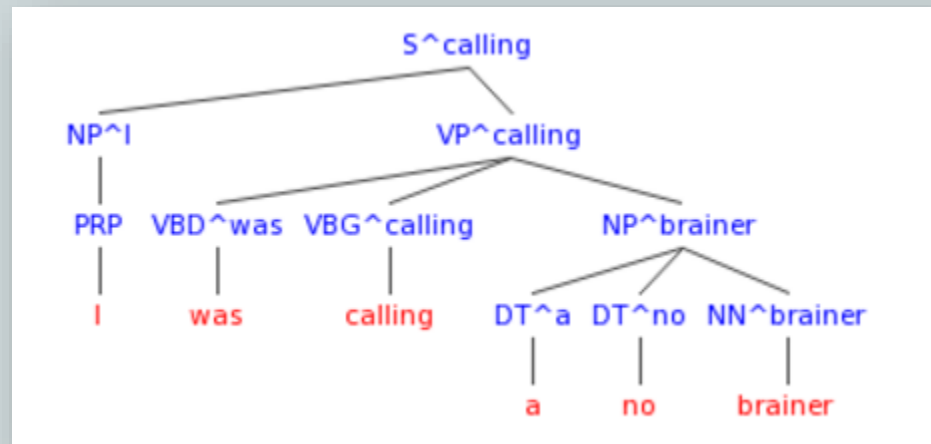 S^calling
NP^I VP^calling
PRP VBD^was VBG^calling NP^brainer
I was calling DT^a DT^no NN^brainer
a no brainer